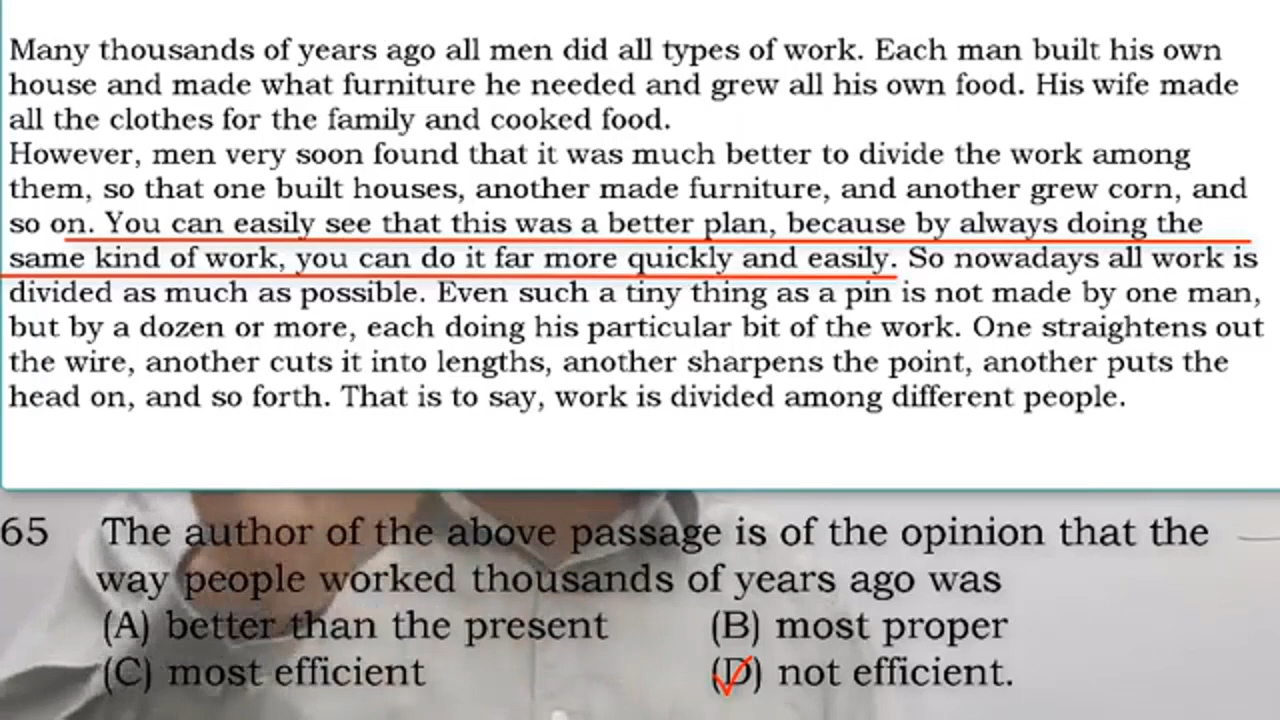 Many thousands of years ago all men did all types of work. Each man built his own
house and made what furniture he needed and grew all his own food. His wife made
all the clothes for the family and cooked food.
However, men very soon found that it was much better to divide the work among
them, so that one built houses, another made furniture, and another grew corn, and
so on. You can easily see that this was a better plan, because by always doing the
same kind of work, you can do it far more quickly and easily. So nowadays all work is
divided as much as possible. Even such a tiny thing as a pin is not made by one man,
but by a dozen or more, each doing his particular bit of the work. One straightens out
the wire, another cuts it into lengths, another sharpens the point, another puts the
head on, and so forth. That is to say, work is divided among different people.
65 The author of the above passage is of the opinion that the
way people worked thousands of years ago was
(A) better than the present (B) most proper
(C) most efficient (D) not efficient.